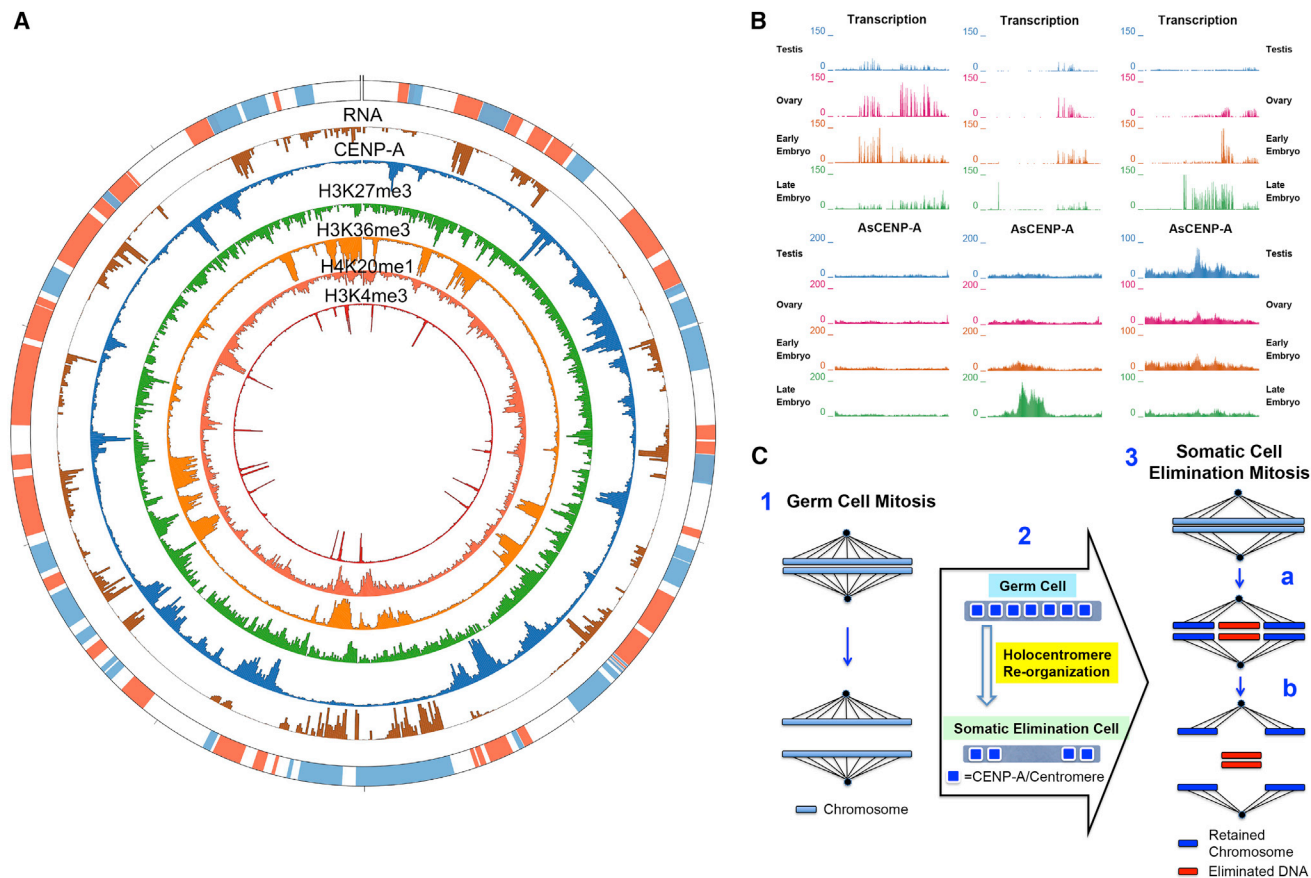 A
RNA
CENP-A
H3K27me3
H3K36me3
H4K20me1
H3K4me3
B
Transcription Transcription Transcription
Testis 150 0 150 0 150 0 Testis
Ovary 150 0 150 0 150 0 Ovary
Early Embryo 150 0 150 0 150 0 Early Embryo
Late Embryo 150 0 150 0 150 0 Late Embryo
AsCENP-A AsCENP-A AsCENP-A
Testis 200 0 200 0 100 0 Testis
Ovary 200 0 200 0 100 0 Ovary
Early Embryo 200 0 200 0 100 0 Early Embryo
Late Embryo 200 0 200 0 100 0 Late Embryo
C
1 Germ Cell Mitosis
Chromosome
2
Germ Cell
Holocentromere
Re-organization
Somatic Elimination Cell
=CENP-A/Centromere
3 Somatic Cell
Elimination Mitosis
a
b
Retained
Chromosome
Eliminated DNA